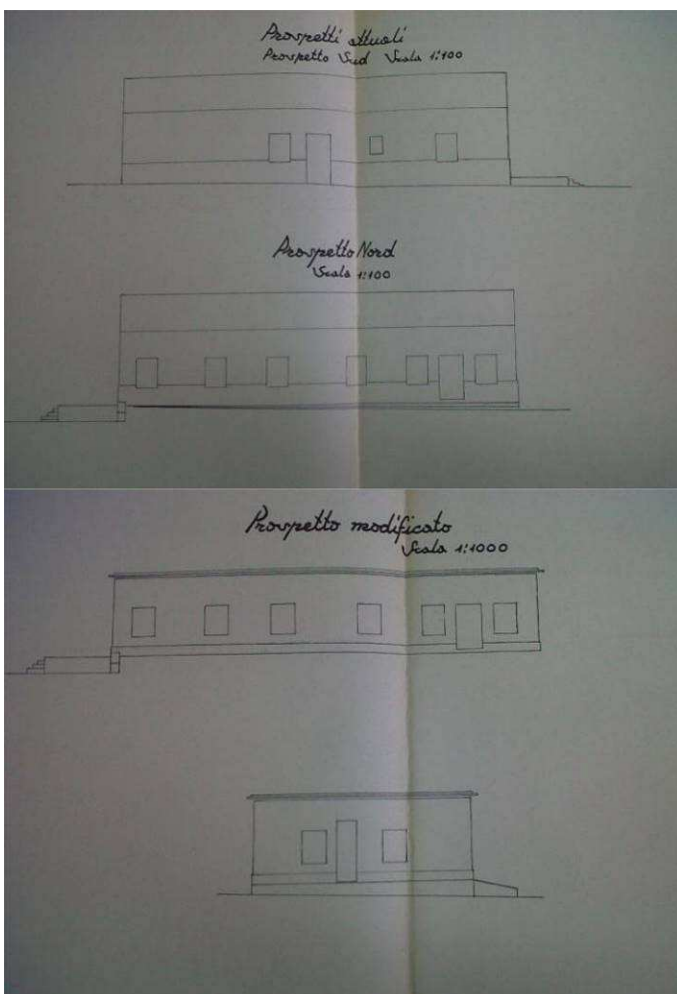 Prospetti attuali
Prospetto Sud Scala 1:100
Prospetto Nord
Scala 1:100
Prospetto modificato
Scala 1:1000